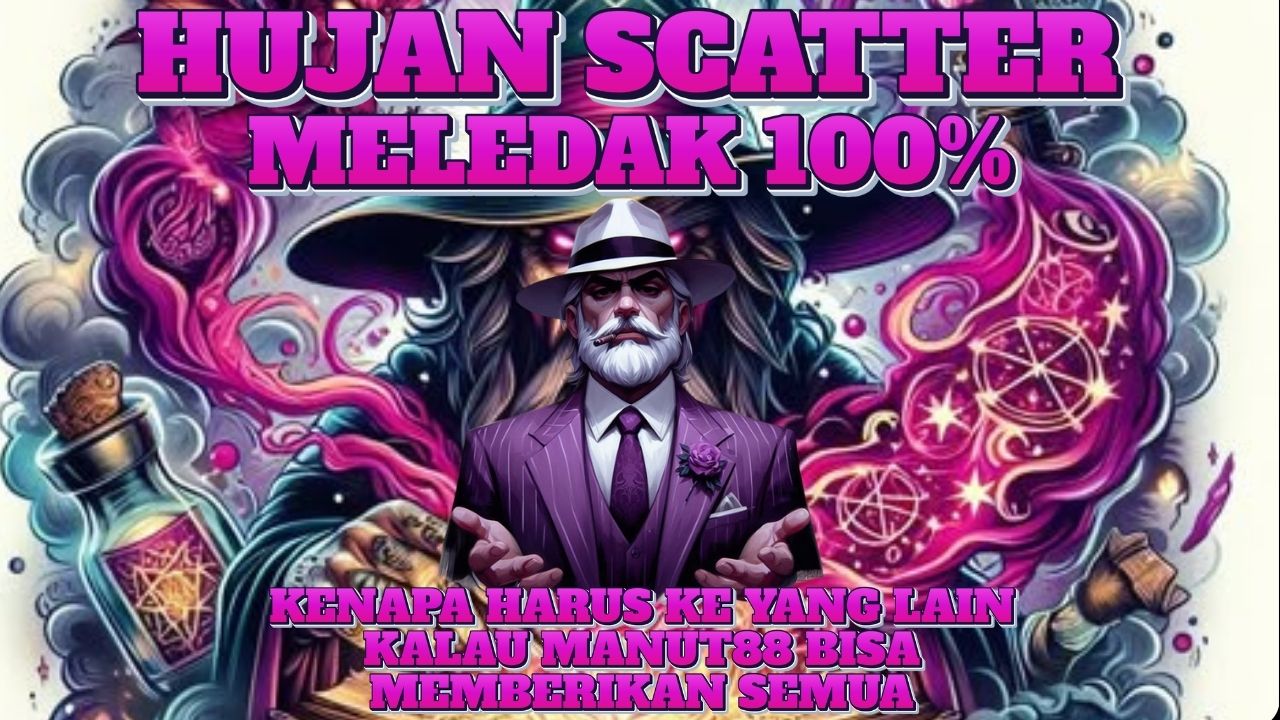 HUJAN SCATTER
MELEDAK 100%
KENAPA HARUS KE YANG LAIN
KALAU MANUT88 BISA
MEMBERIKAN SEMUA